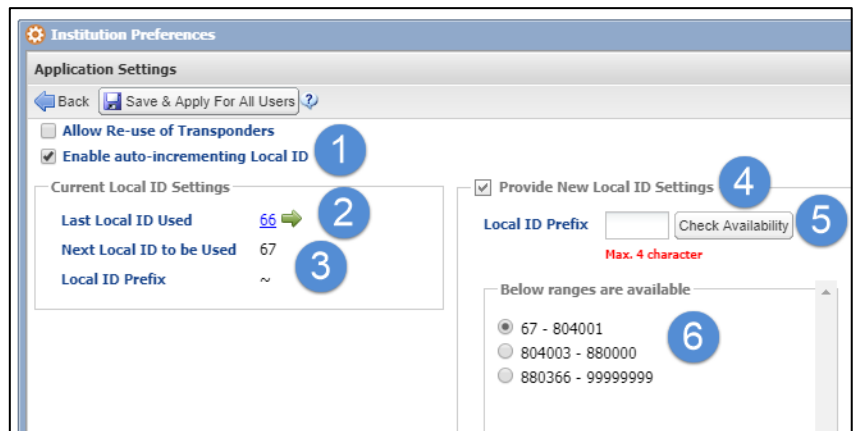 Institution Preferences
Application Settings
Back Save & Apply For All Users
Allow Re-use of Transponders
Enable auto-incrementing Local ID
1
Current Local ID Settings
Last Local ID Used 66
2
Next Local ID to be Used 67
Local ID Prefix ~
3
Provide New Local ID Settings
4
Local ID Prefix Check Availability
5
Max. 4 character
Below ranges are available
67 - 804001
804003 - 880000
880366 - 99999999
6